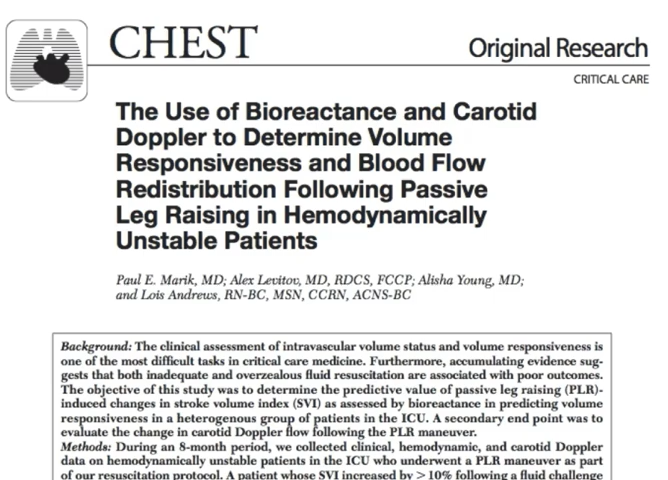 CHEST
Original Research
CRITICAL CARE
The Use of Bioreactance and Carotid
Doppler to Determine Volume
Responsiveness and Blood Flow
Redistribution Following Passive
Leg Raising in Hemodynamically
Unstable Patients
Paul E. Marik, MD; Alex Levitov, MD, RDCS, FCCP; Alisha Young, MD;
and Lois Andrews, RN-BC, MSN, CCRN, ACNS-BC
Background: The clinical assessment of intravascular volume status and volume responsiveness is
one of the most difficult tasks in critical care medicine. Furthermore, accumulating evidence sug-
gests that both inadequate and overzealous fluid resuscitation are associated with poor outcomes.
The objective of this study was to determine the predictive value of passive leg raising (PLR)-
induced changes in stroke volume index (SVI) as assessed by bioreactance in predicting volume
responsiveness in a heterogenous group of patients in the ICU. A secondary end point was to
evaluate the change in carotid Doppler flow following the PLR maneuver.
Methods: During an 8-month period, we collected clinical, hemodynamic, and carotid Doppler
data on hemodynamically unstable patients in the ICU who underwent a PLR maneuver as part
of our resuscitation protocol. A patient whose SVI increased by > 10% following a fluid challenge